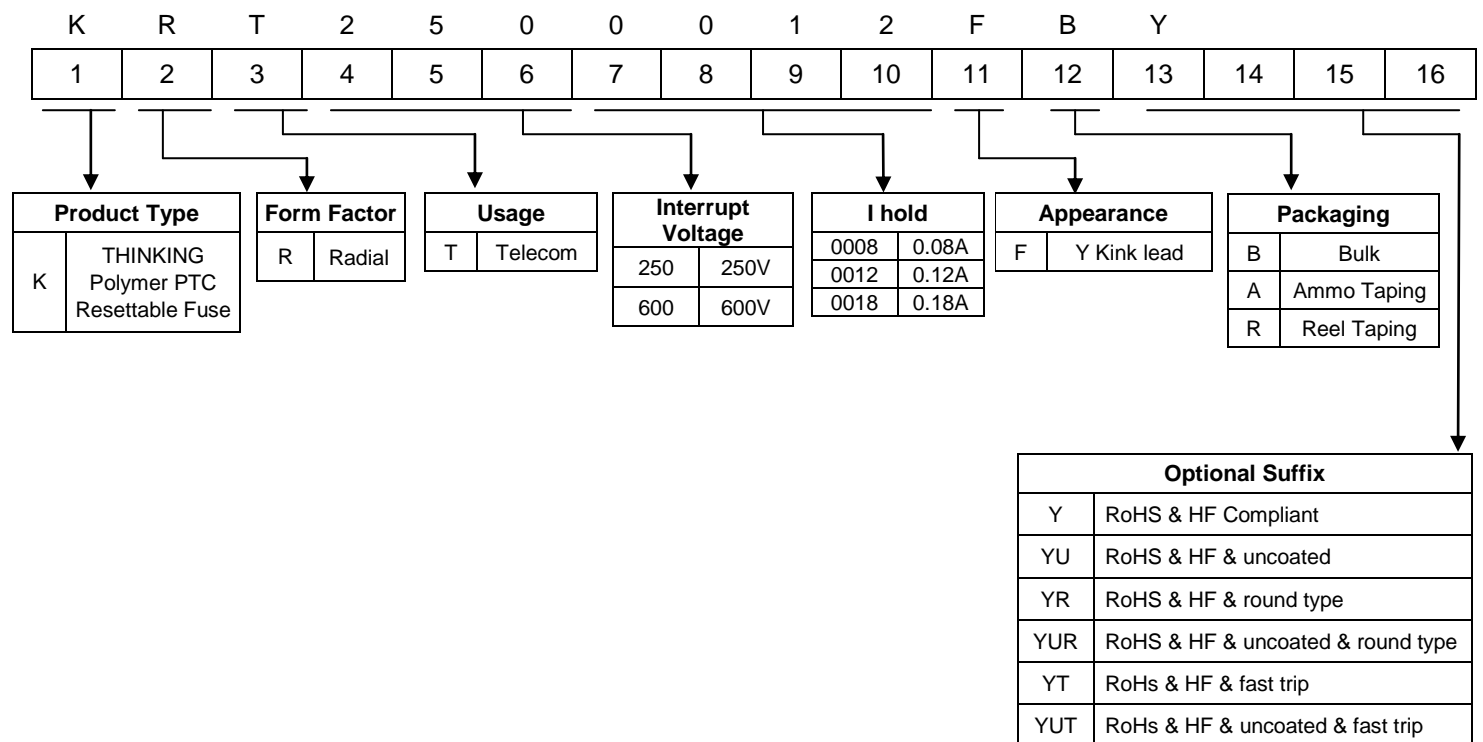 K R T 2 5 0 0 0 1 2 F B Y
1 2 3 4 5 6 7 8 9 10 11 12 13 14 15 16
Product Type
K THINKING
Polymer PTC
Resettable Fuse
Form Factor
R Radial
Usage
T Telecom
Interrupt
Voltage
250 250V
600 600V
I hold
0008 0.08A
0012 0.12A
0018 0.18A
Appearance
F Y Kink lead
Packaging
B Bulk
A Ammo Taping
R Reel Taping
Optional Suffix
Y RoHS & HF Compliant
YU RoHS & HF & uncoated
YR RoHS & HF & round type
YUR RoHS & HF & uncoated & round type
YT RoHs & HF & fast trip
YUT RoHs & HF & uncoated & fast trip